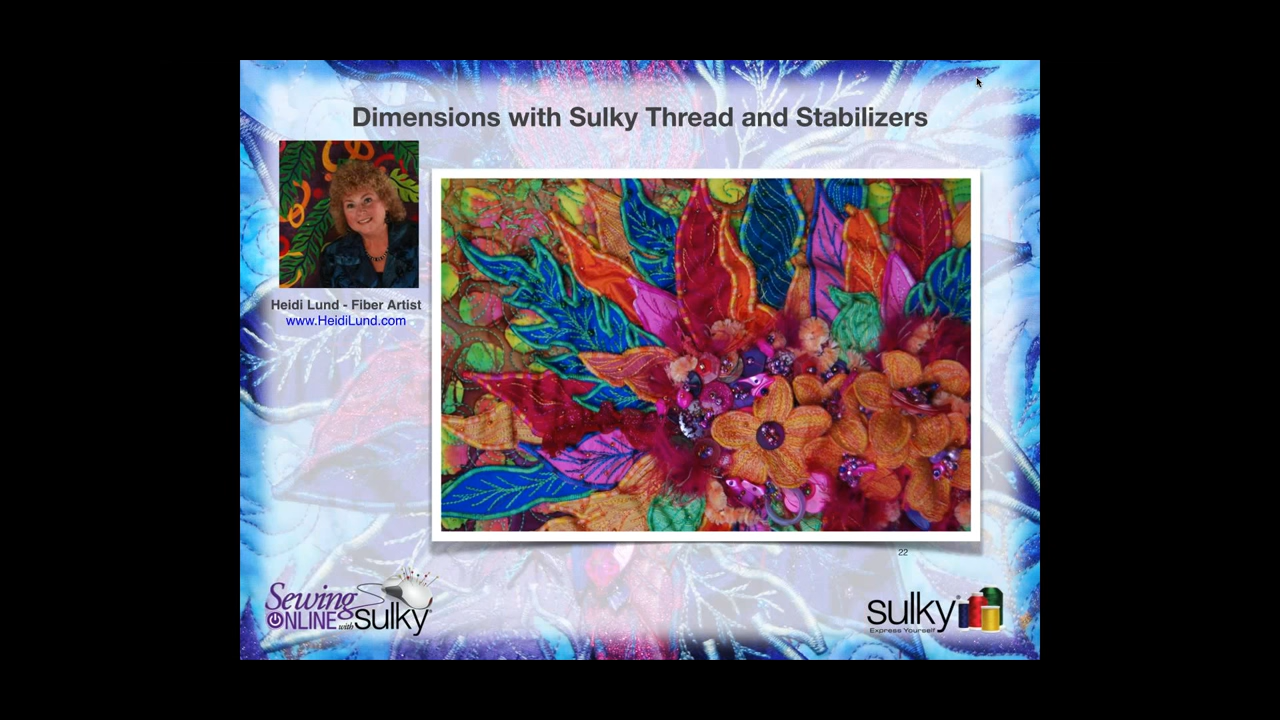 Dimensions with Sulky Thread and Stabilizers
Heidi Lund - Fiber Artist
www.HeidiLund.com
22
Sewing
ONLINE with sulky®
sulky®
Express Yourself®